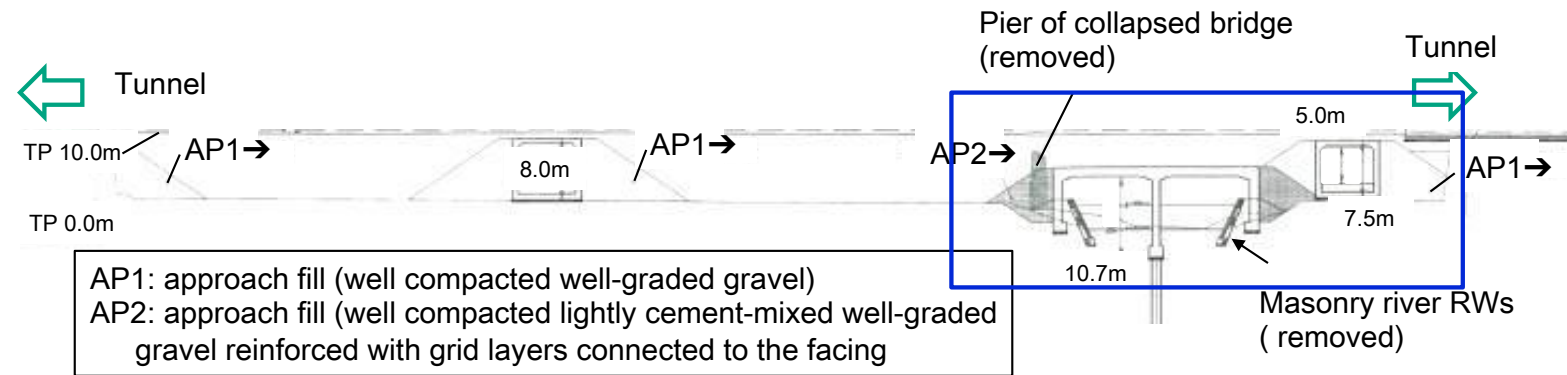 Pier of collapsed bridge
(removed)
Tunnel
Tunnel
5.0m
TP 10.0m
AP1➔
8.0m
AP1➔
AP2➔
AP1➔
7.5m
TP 0.0m
10.7m
Masonry river RWs
( removed)
AP1: approach fill (well compacted well-graded gravel)
AP2: approach fill (well compacted lightly cement-mixed well-graded
gravel reinforced with grid layers connected to the facing